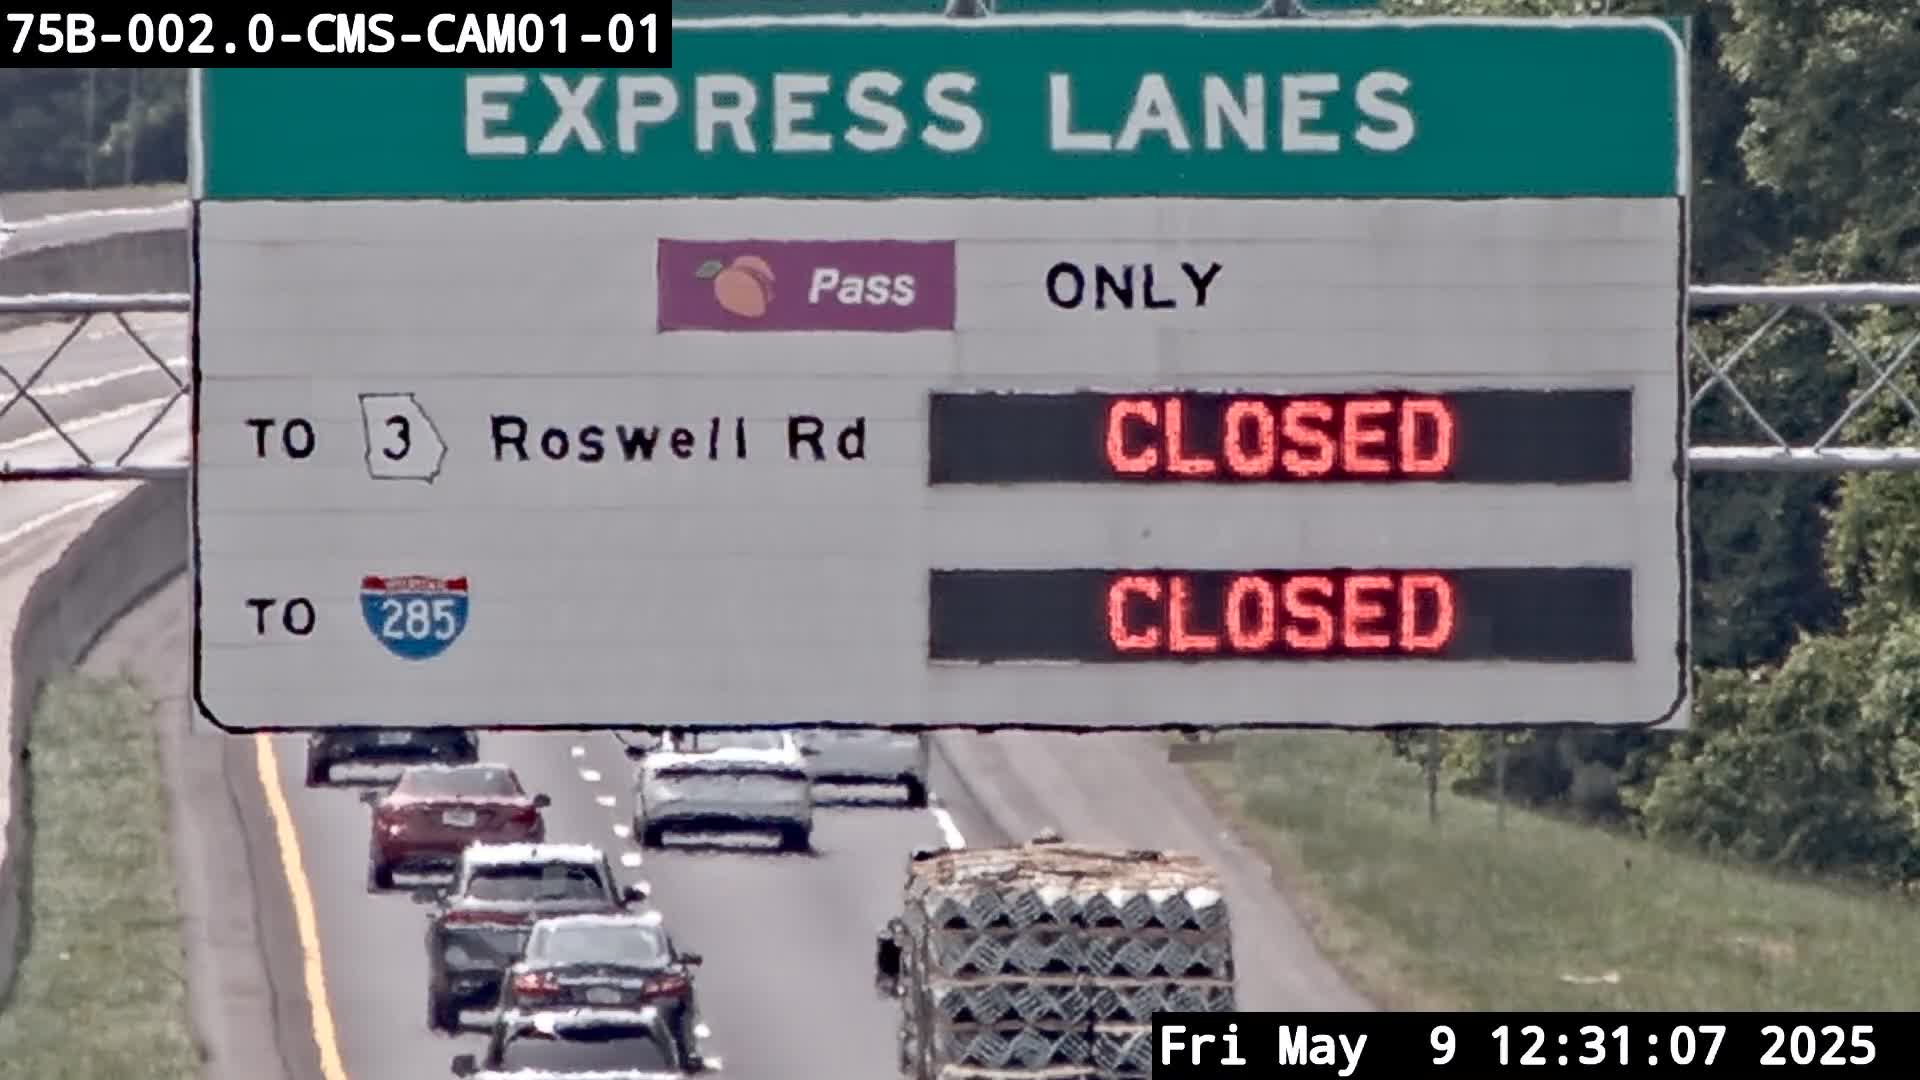 75B-002.0-CMS-CAM01-01
EXPRESS LANES
Pass ONLY
TO 3 Roswell Rd CLOSED
TO 285 CLOSED
Fri May 9 12:31:07 2025